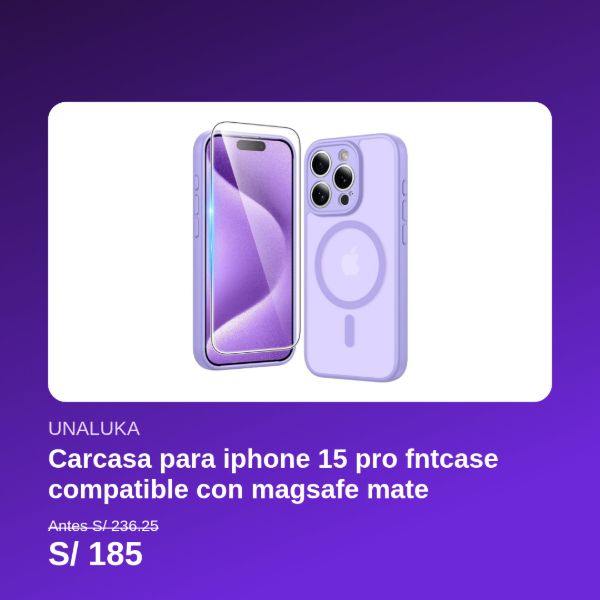 UNALUKA
Carcasa para iphone 15 pro fntcase
compatible con magsafe mate
Antes S/ 236.25
S/ 185